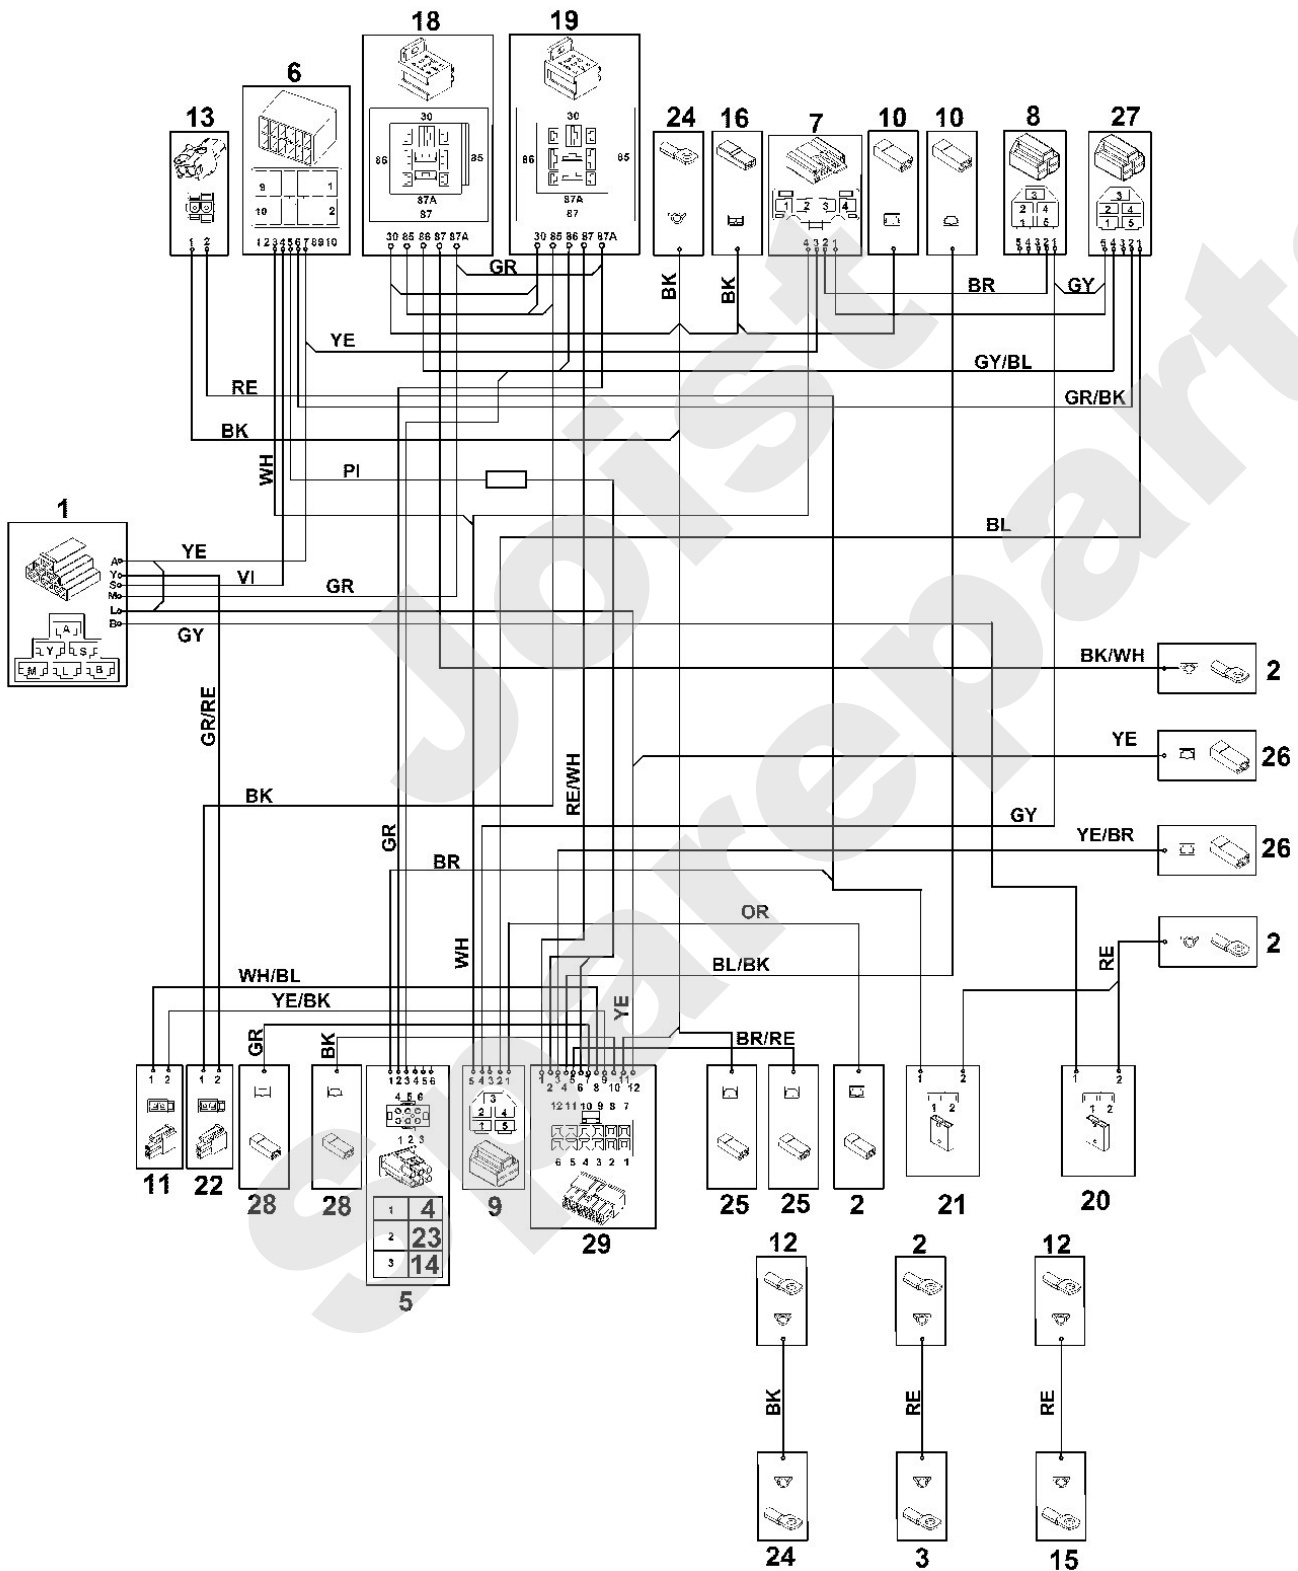 18 19
6
13 24 16 7 10 10 8 27
30 30
86 85 86 85
87A 87A
87 87
9 1
10 2
1 2 3 4
3 3
2 4 2 4
1 5 1 5
1 2
1 2 3 4 5 6 7 8 9 10
30 85 86 87 87A
30 85 86 87 87A
4 3 2 1
5 4 3 2 1
GR
BK
BK
BR
GY
YE
GY/BL
RE
GR/BK
BK
WH
PI
1
BL
YE
A
Y
S
M
L
B
VI
GR
GY
A
Y S
M L B
BK/WH
2
GR/RE
YE
26
RE/WH
BK
GY
GR
YE/BR
26
BR
OR
2
WH
RE
WH/BL
BL/BK
YE/BK
YE
GR
BK
BR/RE
1 2
1 2
1 2 3 4 5 6
5 4 3 2 1
1 2 3 4 5 6 7 8 9 10 11 12
1 2
1 2
4 5 6
1 2 3
3
2 4
1 5
12 11 10 9 8 7
6 5 4 3 2 1
1 2
1 2
11 22 28 28 9 29 25 25 2 21 20
1 4
2 23
3 14
5
12 2 12
BK RE RE
24 3 15
Joist
spareparts